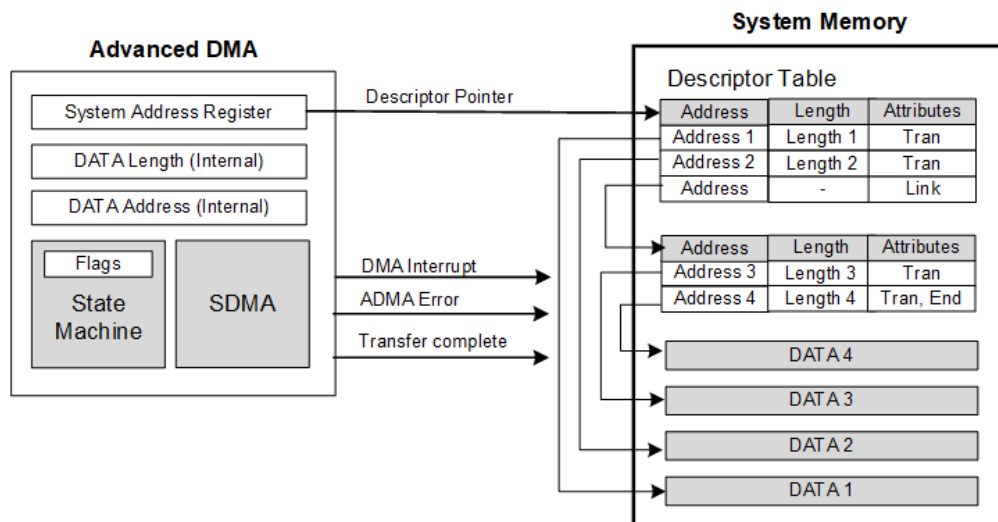 System Memory
Advanced DMA
Descriptor Table
System Address Register
Descriptor Pointer
Address Length Attributes
Address 1 Length 1 Tran
DATA Length (Internal)
Address 2 Length 2 Tran
Address - Link
DATA Address (Internal)
Address Length Attributes
Flags
DMA Interrupt
Address 3 Length 3 Tran
State
Machine
SDMA
ADMA Error
Address 4 Length 4 Tran, End
Transfer complete
DATA 4
DATA 3
DATA 2
DATA 1